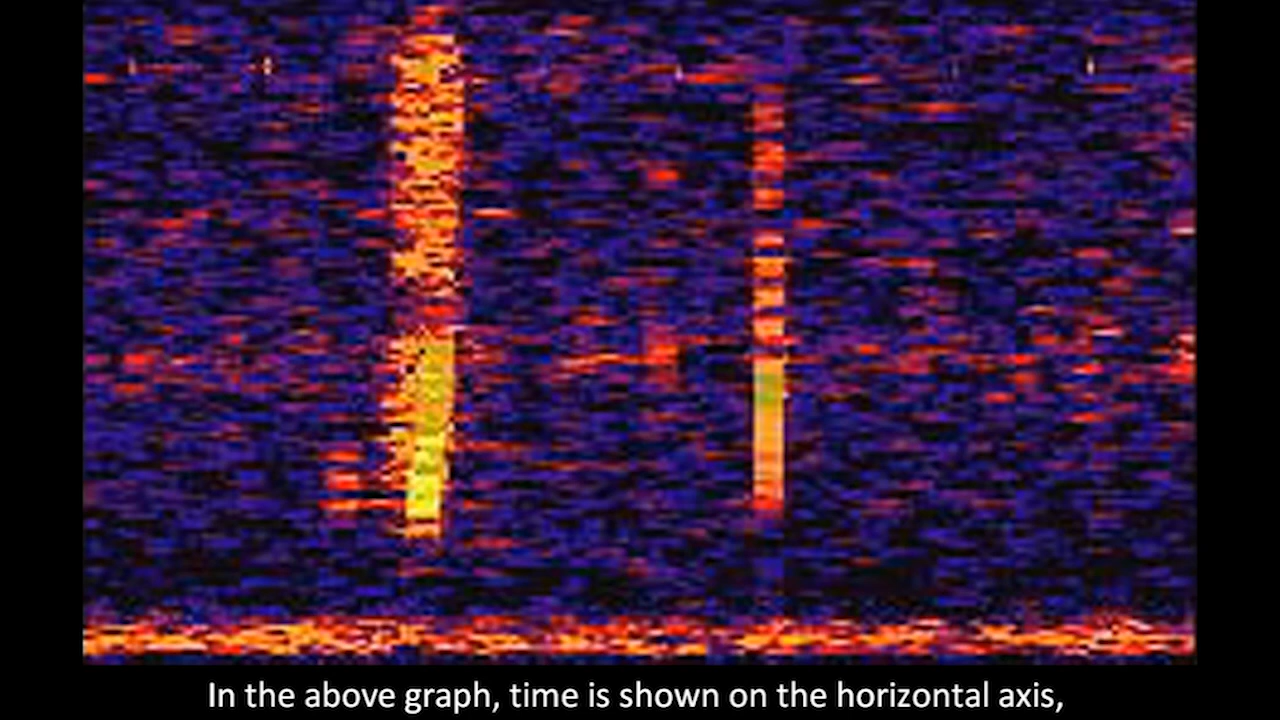 In the above graph, time is shown on the horizontal axis,